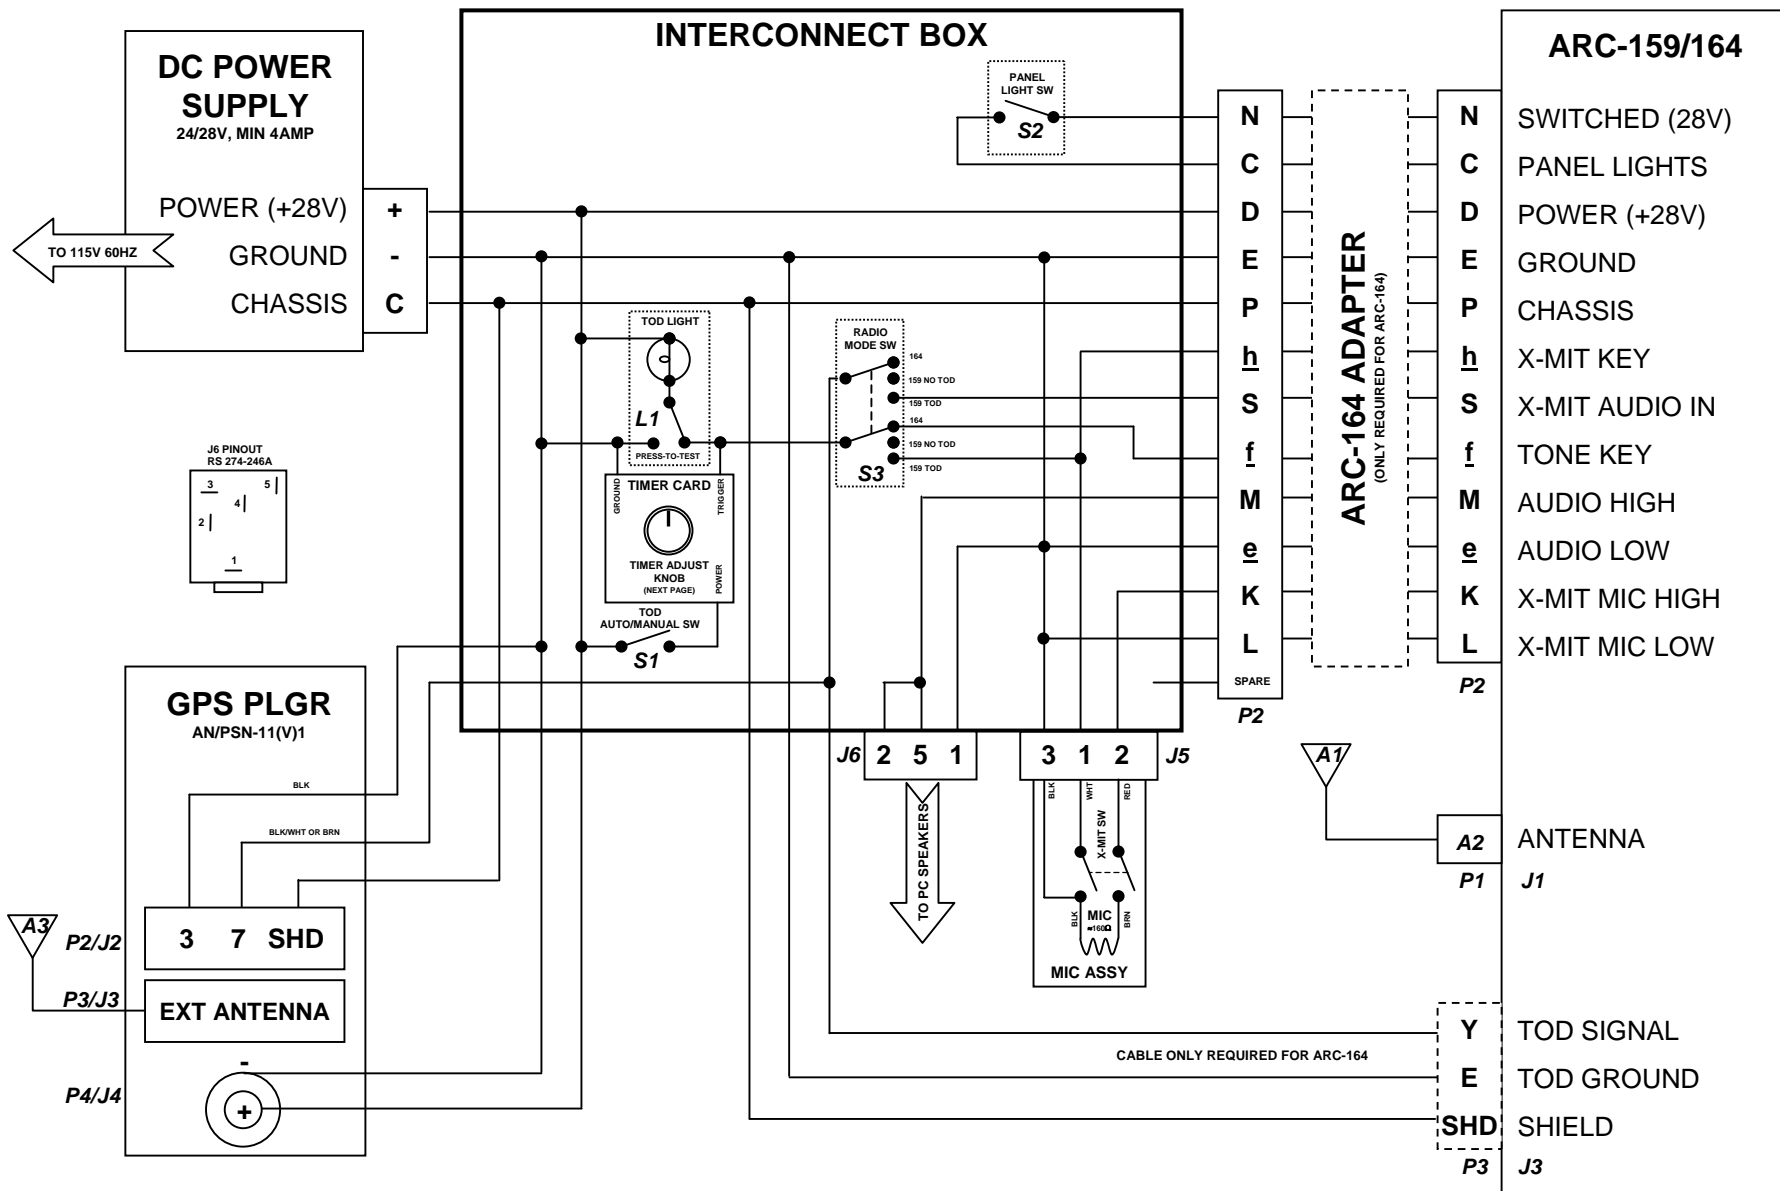 INTERCONNECT BOX
DC POWER
SUPPLY
24/28V, MIN 4AMP
POWER (+28V)
GROUND
CHASSIS
+
-
C
TO 115V 60HZ
PANEL
LIGHT SW
S2
TOD LIGHT
L1
PRESS-TO-TEST
GROUND
TIMER CARD
TRIGGER
TIMER ADJUST
KNOB
(NEXT PAGE)
POWER
TOD
AUTO/MANUAL SW
S1
RADIO
MODE SW
164
159 NO TOD
159 TOD
164
159 NO TOD
159 TOD
S3
J6 PINOUT
RS 274-246A
3
5
4
2
1
GPS PLGR
AN/PSN-11(V)1
BLK
BLK/WHT OR BRN
P2/J2
3 7 SHD
A3
P3/J3
EXT ANTENNA
P4/J4
-
+
J6
2 5 1
TO PC SPEAKERS
3 1 2
J5
BLK
WHT
RED
X-MIT SW
BLK
MIC
≈160Ω
BRN
MIC ASSY
N
C
D
E
P
h
S
f
M
e
K
L
SPARE
P2
ARC-164 ADAPTER
(ONLY REQUIRED FOR ARC-164)
ARC-159/164
N SWITCHED (28V)
C PANEL LIGHTS
D POWER (+28V)
E GROUND
P CHASSIS
h X-MIT KEY
S X-MIT AUDIO IN
f TONE KEY
M AUDIO HIGH
e AUDIO LOW
K X-MIT MIC HIGH
L X-MIT MIC LOW
P2
A1
A2 ANTENNA
P1 J1
CABLE ONLY REQUIRED FOR ARC-164
Y TOD SIGNAL
E TOD GROUND
SHD SHIELD
P3 J3